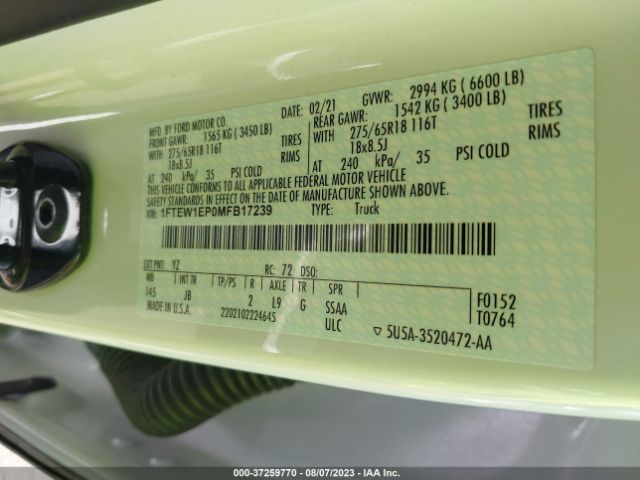 MFD. BY FORD MOTOR CO.
DATE: 02/21 GVWR: 2994 KG ( 6600 LB)
FRONT GAWR: 1565 KG ( 3450 LB) REAR GAWR: 1542 KG ( 3400 LB)
WITH 275/65R18 116T TIRES WITH 275/65R18 116T TIRES
18x8.5J RIMS 18x8.5J RIMS
AT 240 kPa/ 35 PSI COLD AT 240 kPa/ 35 PSI COLD
THIS VEHICLE CONFORMS TO ALL APPLICABLE FEDERAL MOTOR VEHICLE
SAFETY STANDARDS IN EFFECT ON THE DATE OF MANUFACTURE SHOWN ABOVE.
VIN: 1FTEW1EP0MFB17239 TYPE: Truck
EXT PNT: YZ RC: 72 DSO:
WB INT TR TP/PS R AXLE TR SPR F0152
145 JB 2 L9 G SSAA T0764
MADE IN U.S.A. 2202102224645 ULC ▽ 5U5A-3520472-AA
000-37259770 - 08/07/2023 - IAA Inc.